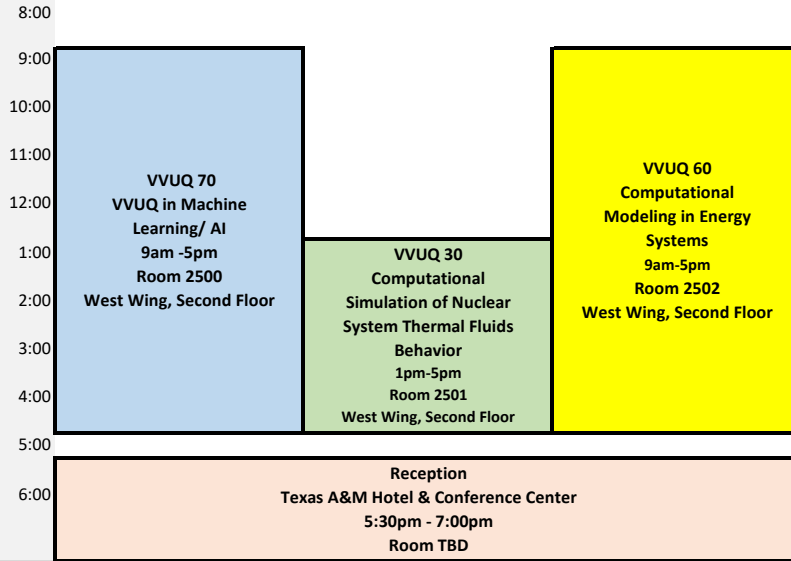 8:00
9:00
10:00
11:00
12:00
1:00
2:00
3:00
4:00
5:00
6:00
VVUQ 70
VVUQ in Machine
Learning/ AI
9am -5pm
Room 2500
West Wing, Second Floor
VVUQ 30
Computational
Simulation of Nuclear
System Thermal Fluids
Behavior
1pm-5pm
Room 2501
West Wing, Second Floor
VVUQ 60
Computational
Modeling in Energy
Systems
9am-5pm
Room 2502
West Wing, Second Floor
Reception
Texas A&M Hotel & Conference Center
5:30pm - 7:00pm
Room TBD